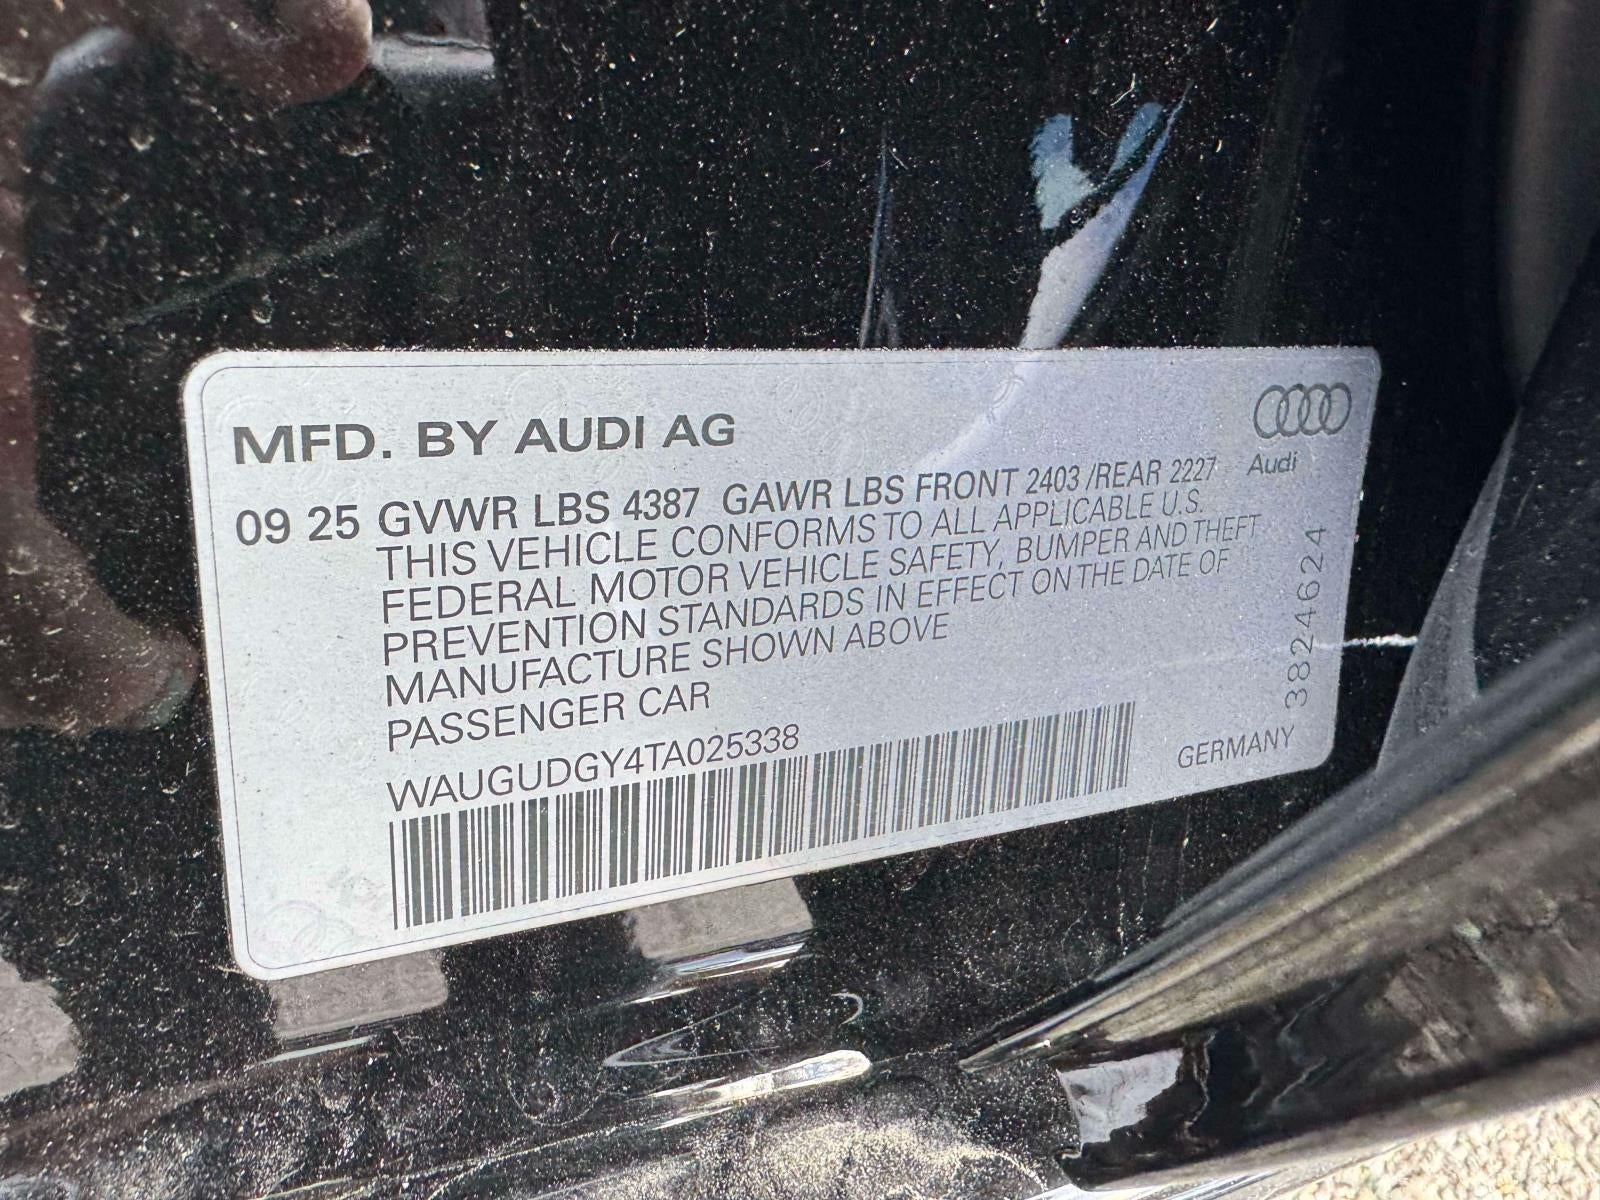 MFD. BY AUDI AG
Audi
09 25 GVWR LBS 4387 GAWR LBS FRONT 2403 /REAR 2227
THIS VEHICLE CONFORMS TO ALL APPLICABLE U.S.
FEDERAL MOTOR VEHICLE SAFETY, BUMPER AND THEFT
PREVENTION STANDARDS IN EFFECT ON THE DATE OF
MANUFACTURE SHOWN ABOVE
PASSENGER CAR
WAUGUDGY4TA025338
GERMANY
3824624